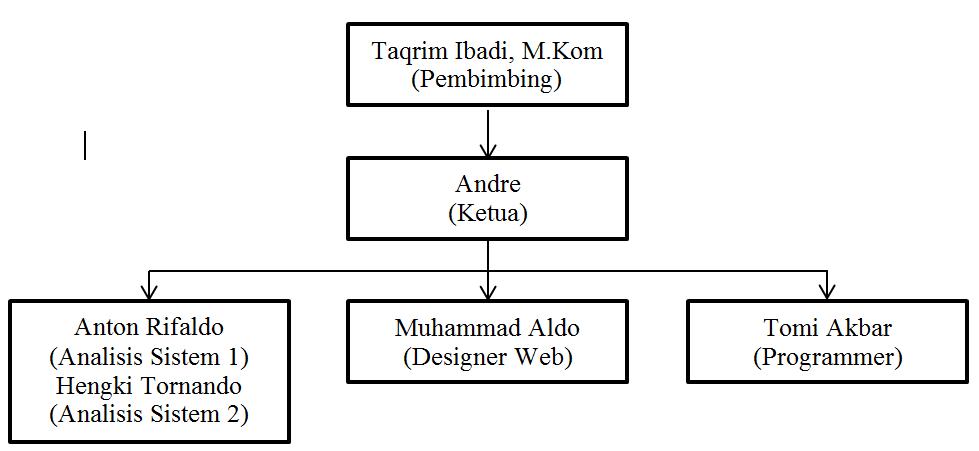 Taqrim Ibadi, M.Kom
(Pembimbing)
Andre
(Ketua)
Anton Rifaldo
(Analisis Sistem 1)
Hengki Tornando
(Analisis Sistem 2)
Muhammad Aldo
(Designer Web)
Tomi Akbar
(Programmer)